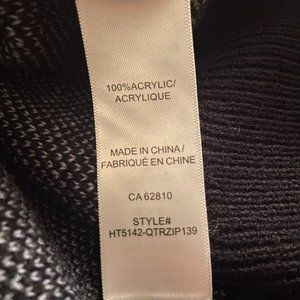 100%ACRYLIC/
ACRYLIQUE
MADE IN CHINA/
FABRIQUÉ EN CHINE
CA 62810
STYLE#
HT5142-QTRZIP139